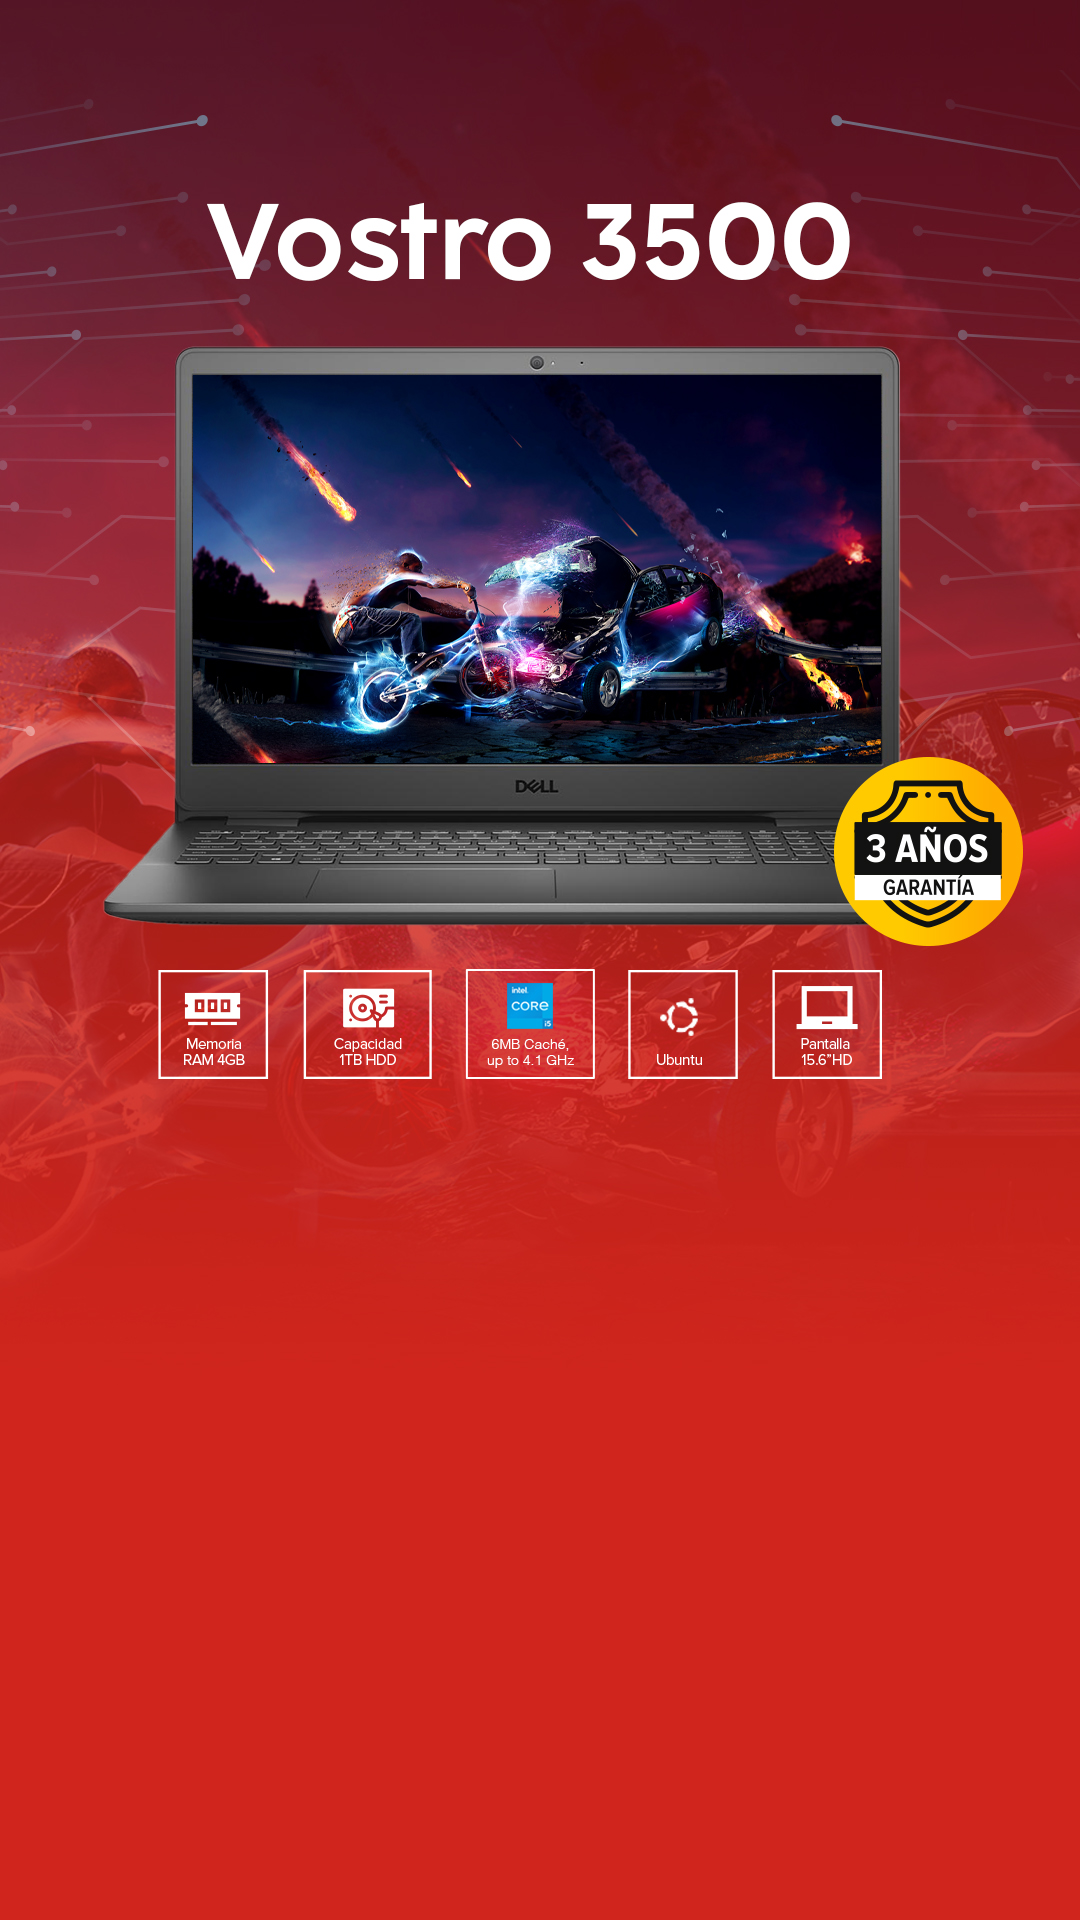 Vostro 3500
DELL
3 AÑOS
GARANTÍA
Memoria
RAM 4GB
Capacidad
1TB HDD
intel
CORE
i5
6MB Caché,
up to 4.1 GHz
Ubuntu
Pantalla
15.6”HD